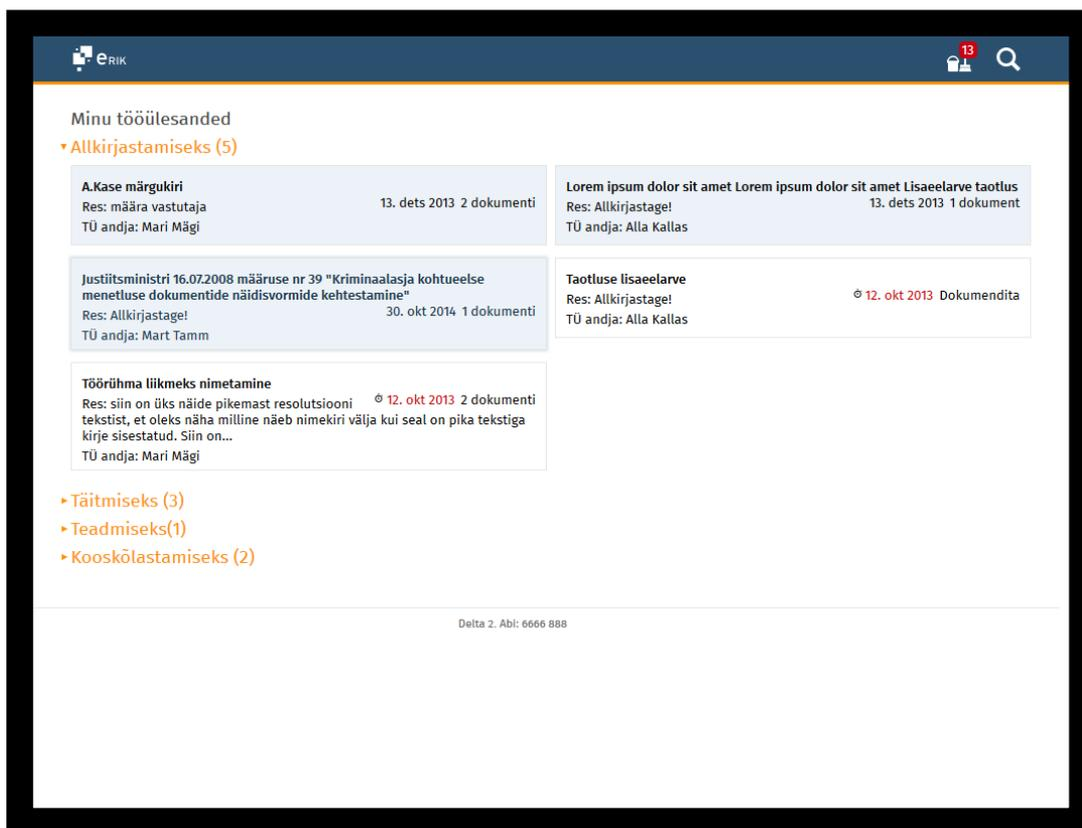 eRIK
13
Minu tööülesanded
Allkirjastamiseks (5)
A.Kase märgukiri
Res: määra vastutaja
13. dets 2013 2 dokumenti
TÜ andja: Mari Mägi
Lorem ipsum dolor sit amet Lorem ipsum dolor sit amet Lisaeelarve taotlus
Res: Allkirjastage!
13. dets 2013 1 dokument
TÜ andja: Alla Kallas
Justiitsministri 16.07.2008 määruse nr 39 "Kriminaalasja kohtueelse
menetluse dokumentide näidisvormide kehtestamine"
Res: Allkirjastage!
30. okt 2014 1 dokumenti
TÜ andja: Mart Tamm
Taotluse lisaeelarve
Res: Allkirjastage!
12. okt 2013 Dokumendita
TÜ andja: Alla Kallas
Töörühma liikmeks nimetamine
Res: siin on üks näide pikemast resolutsiooni
12. okt 2013 2 dokumenti
tekstist, et oleks näha milline näeb nimekiri välja kui seal on pika tekstiga
kirje sisestatud. Siin on...
TÜ andja: Mari Mägi
Täitmiseks (3)
Teadmiseks(1)
Kooskõlastamiseks (2)
Delta 2. Abi: 6666 888